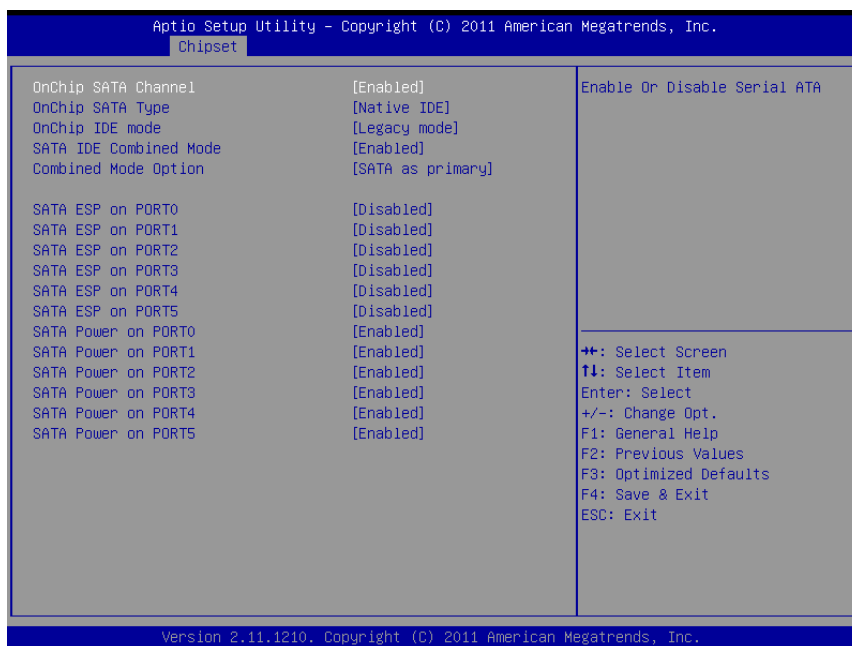 Aptio Setup Utility – Copyright (C) 2011 American Megatrends, Inc.
Chipset
OnChip SATA Channel [Enabled]
OnChip SATA Type [Native IDE]
OnChip IDE mode [Legacy mode]
SATA IDE Combined Mode [Enabled]
Combined Mode Option [SATA as primary]
SATA ESP on PORT0 [Disabled]
SATA ESP on PORT1 [Disabled]
SATA ESP on PORT2 [Disabled]
SATA ESP on PORT3 [Disabled]
SATA ESP on PORT4 [Disabled]
SATA ESP on PORT5 [Disabled]
SATA Power on PORT0 [Enabled]
SATA Power on PORT1 [Enabled]
SATA Power on PORT2 [Enabled]
SATA Power on PORT3 [Enabled]
SATA Power on PORT4 [Enabled]
SATA Power on PORT5 [Enabled]
Enable Or Disable Serial ATA
→←: Select Screen
↑↓: Select Item
Enter: Select
+/-: Change Opt.
F1: General Help
F2: Previous Values
F3: Optimized Defaults
F4: Save & Exit
ESC: Exit
Version 2.11.1210. Copyright (C) 2011 American Megatrends, Inc.